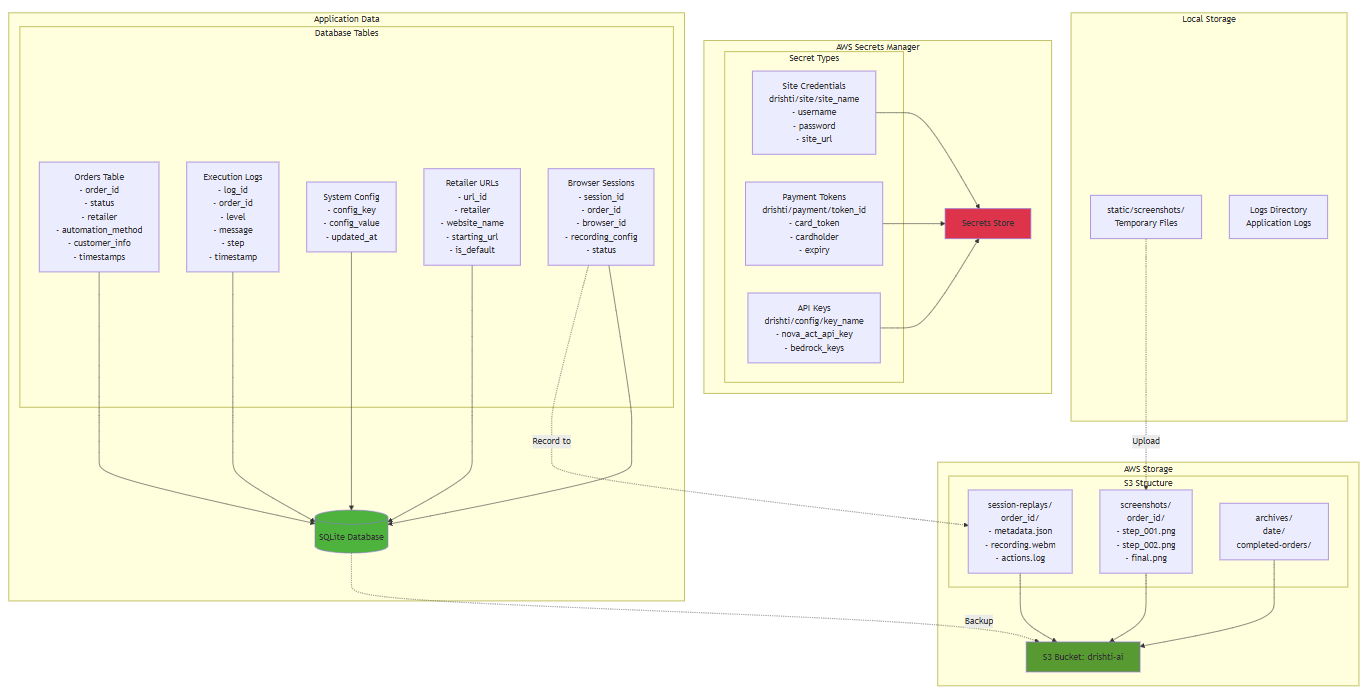 Application Data
Database Tables
Orders Table
- order_id
- status
- retailer
- automation_method
- customer_info
- timestamps
Execution Logs
- log_id
- order_id
- level
- message
- step
- timestamp
System Config
- config_key
- config_value
- updated_at
Retailer URLs
- url_id
- retailer
- website_name
- starting_url
- is_default
Browser Sessions
- session_id
- order_id
- browser_id
- recording_config
- status
Record to
SQLite Database
Backup
AWS Secrets Manager
Secret Types
Site Credentials
drishti/site/site_name
- username
- password
- site_url
Payment Tokens
drishti/payment/token_id
- card_token
- cardholder
- expiry
API Keys
drishti/config/key_name
- nova_act_api_key
- bedrock_keys
Secrets Store
Local Storage
static/screenshots/
Temporary Files
Logs Directory
Application Logs
Upload
AWS Storage
S3 Structure
session-replays/
order_id/
- metadata.json
- recording.webm
- actions.log
screenshots/
order_id/
- step_001.png
- step_002.png
- final.png
archives/
date/
completed-orders/
S3 Bucket: drishti-ai